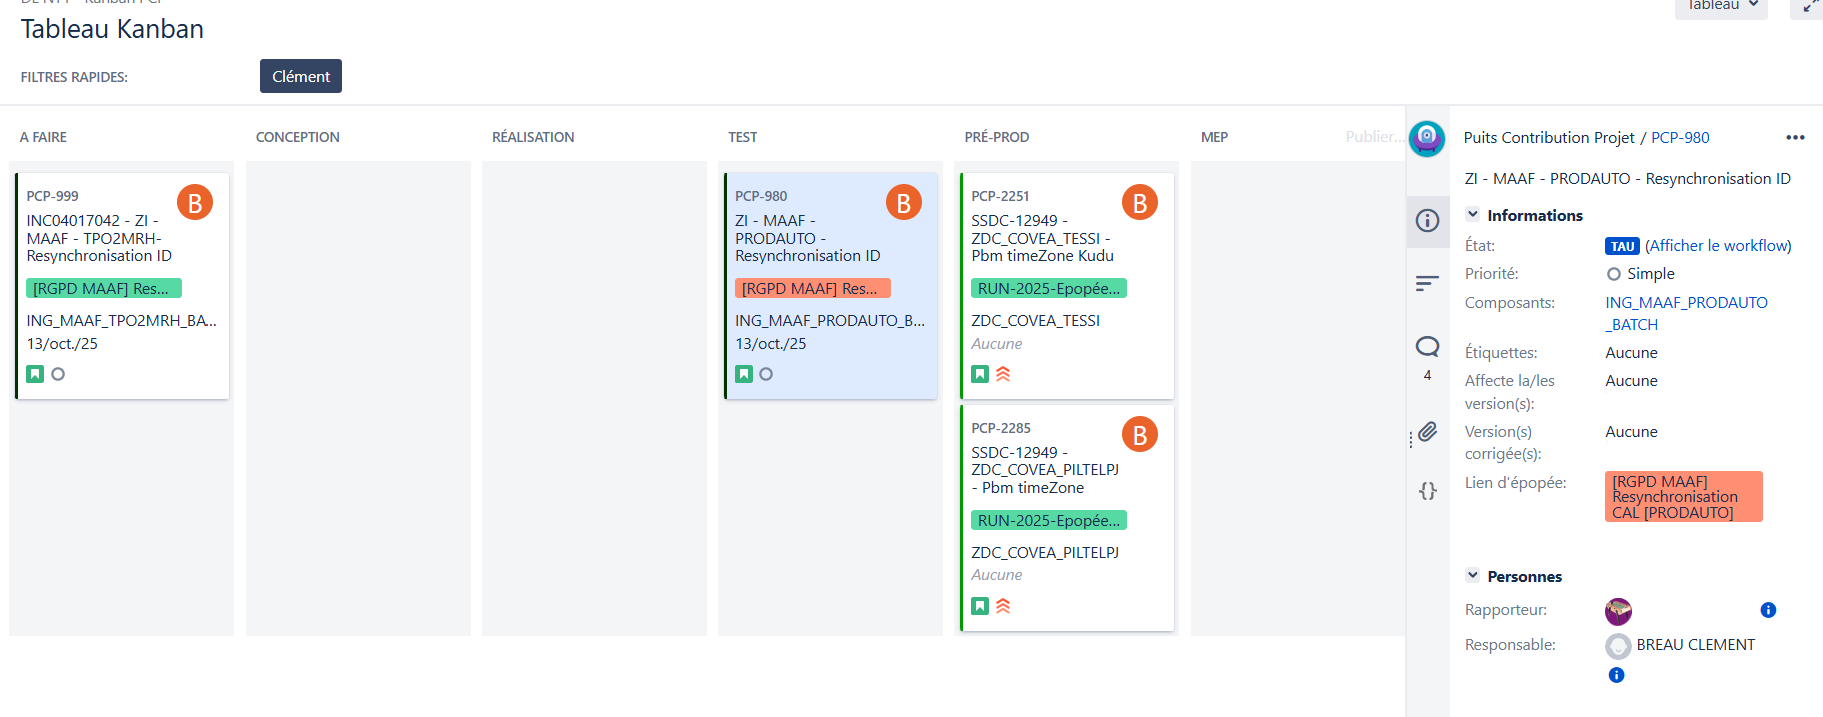 Tableau Kanban
Tableau
FILTRES RAPIDES:
Clément
A FAIRE
CONCEPTION
RÉALISATION
TEST
PRÉ-PROD
MEP
Publier...
PCP-999
B
INC04017042 - ZI -
MAAF - TPO2MRH-
Resynchronisation ID
[RGPD MAAF] Res...
ING_MAAF_TPO2MRH_BA...
13/oct./25
PCP-980
B
ZI - MAAF -
PRODAUTO -
Resynchronisation ID
[RGPD MAAF] Res...
ING_MAAF_PRODAUTO_B...
13/oct./25
PCP-2251
B
SSDC-12949 -
ZDC_COVEA_TESSI -
Pbm timeZone Kudu
RUN-2025-Epopée...
ZDC_COVEA_TESSI
Aucune
PCP-2285
B
SSDC-12949 -
ZDC_COVEA_PILTELPJ
- Pbm timeZone
RUN-2025-Epopée...
ZDC_COVEA_PILTELPJ
Aucune
4
{}
Puits Contribution Projet / PCP-980
ZI - MAAF - PRODAUTO - Resynchronisation ID
Informations
État: TAU (Afficher le workflow)
Priorité: Simple
Composants: ING_MAAF_PRODAUTO
_BATCH
Étiquettes: Aucune
Affecte la/les Aucune
version(s):
Version(s) Aucune
corrigée(s):
Lien d'épopée: [RGPD MAAF]
Resynchronisation
CAL [PRODAUTO]
Personnes
Rapporteur:
Responsable: BREAU CLEMENT